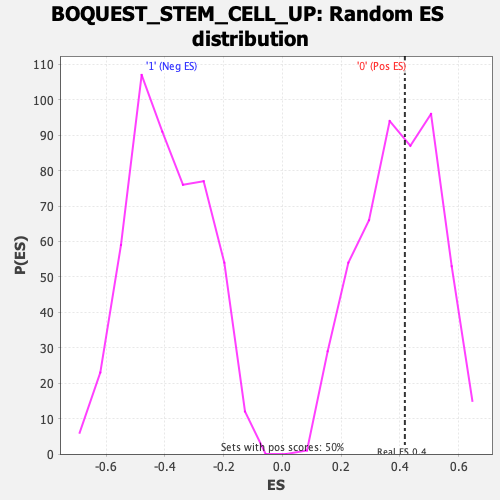 BOQUEST_STEM_CELL_UP: Random ES
distribution
'1' (Neg ES)
'0' (Pos ES)
110
100
90
80
70
60
50
40
30
20
10
0
P(ES)
Sets with pos scores: 50%
Real ES 0.4
-0.6 -0.4 -0.2 0.0 0.2 0.4 0.6
ES